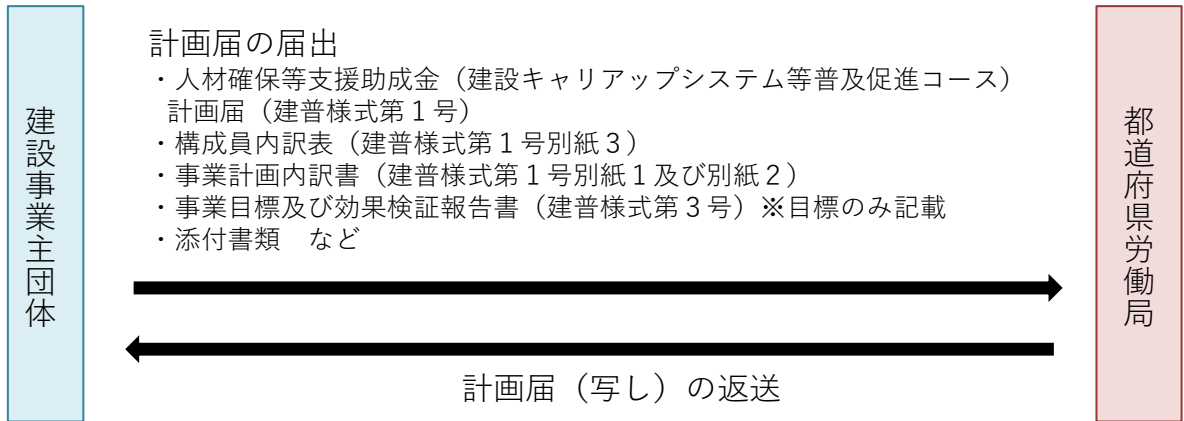 建設事業主団体
計画届の届出
・人材確保等支援助成金（建設キャリアアップシステム等普及促進コース）
計画届（建普様式第１号）
・構成員内訳表（建普様式第１号別紙３）
・事業計画内訳書（建普様式第１号別紙１及び別紙２）
・事業目標及び効果検証報告書（建普様式第３号）※目標のみ記載
・添付書類　など
計画届（写し）の返送
都道府県労働局